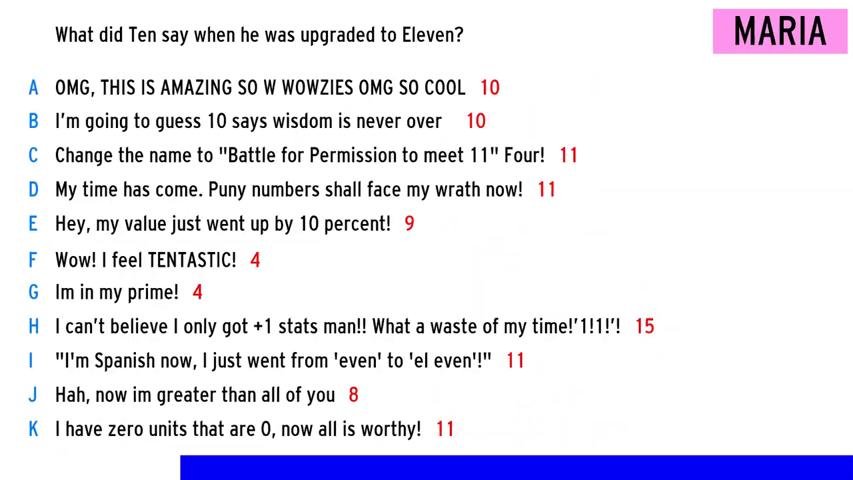 What did Ten say when he was upgraded to Eleven?
MARIA
A OMG, THIS IS AMAZING SO W WOWZIES OMG SO COOL 10
B I'm going to guess 10 says wisdom is never over 10
C Change the name to "Battle for Permission to meet 11" Four! 11
D My time has come. Puny numbers shall face my wrath now! 11
E Hey, my value just went up by 10 percent! 9
F Wow! I feel TENTASTIC! 4
G Im in my prime! 4
H I can't believe I only got +1 stats man!! What a waste of my time!'1!1!'! 15
I "I'm Spanish now, I just went from 'even' to 'el even'!" 11
J Hah, now im greater than all of you 8
K I have zero units that are 0, now all is worthy! 11